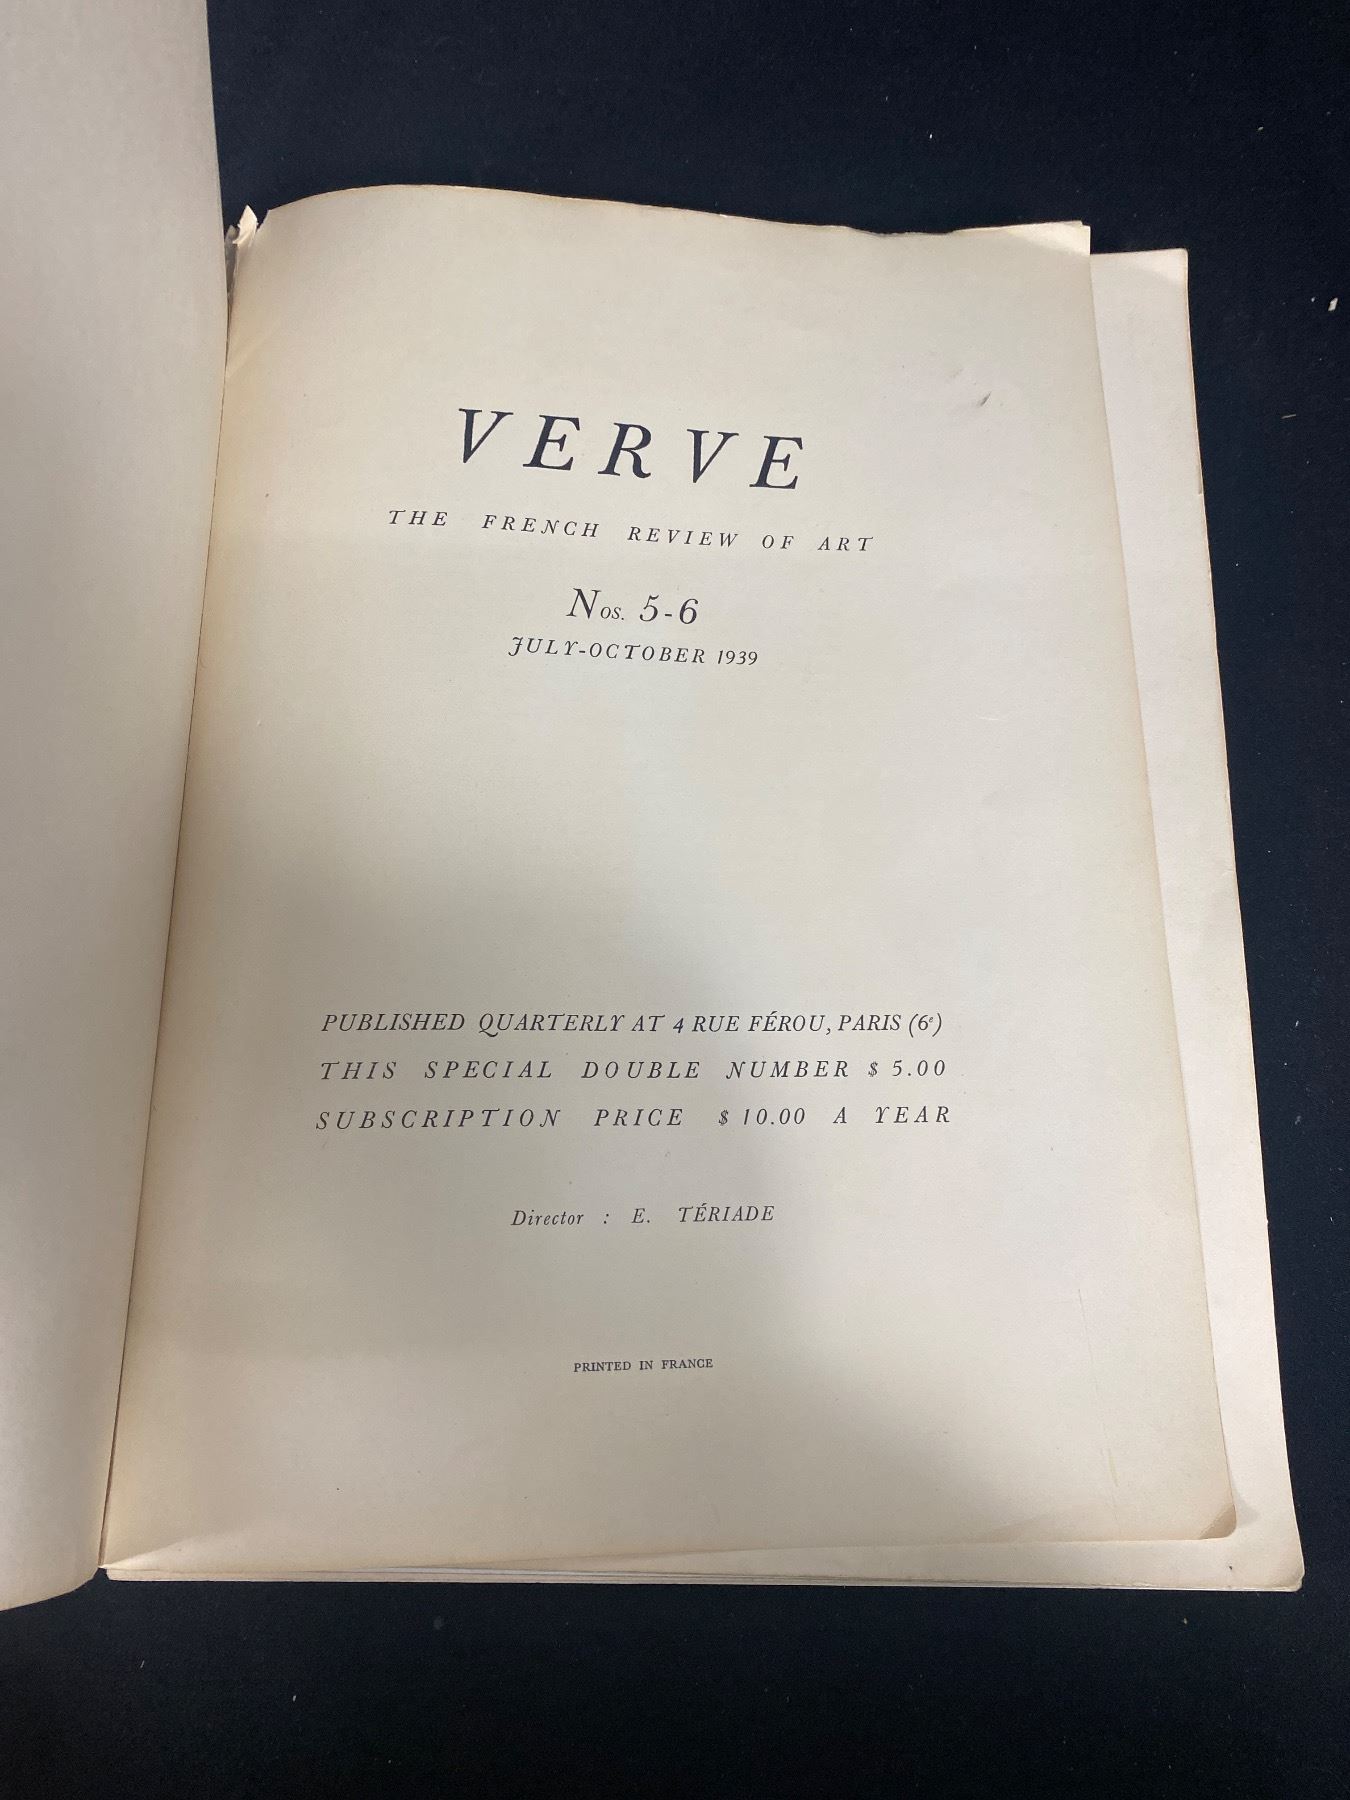 VERVE
THE FRENCH REVIEW OF ART
Nos. 5-6
JULY-OCTOBER 1939
PUBLISHED QUARTERLY AT 4 RUE FÉROU, PARIS (6e)
THIS SPECIAL DOUBLE NUMBER $ 5.00
SUBSCRIPTION PRICE $ 10.00 A YEAR
Director : E. TÉRIADE
PRINTED IN FRANCE